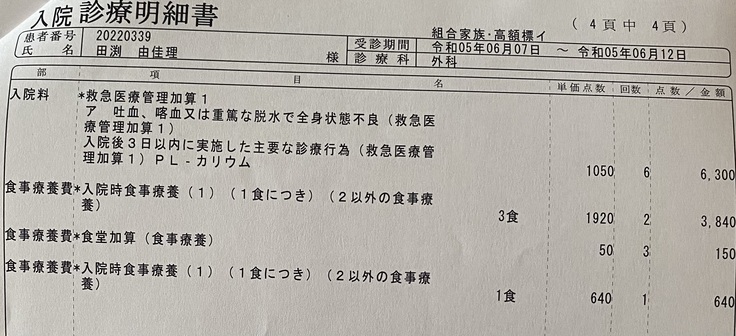 入院 診療明細書
（ 4頁中 4頁）
患者番号 20220339
組合家族・高額標イ
氏 名 田渕 由佳理 様
受診期間 令和05年06月07日 ～ 令和05年06月12日
診療科 外科
部 項 目 名 単価点数 回数 点数／金額
入院料 *救急医療管理加算１
ア 吐血、喀血又は重篤な脱水で全身状態不良（救急医
療管理加算１）
入院後３日以内に実施した主要な診療行為（救急医療管
理加算１）ＰＬ‐カリウム
1050 6 6,300
食事療養費*入院時食事療養（１）（１食につき）（２以外の食事療
養）
3食 1920 2 3,840
食事療養費*食堂加算（食事療養）
50 3 150
食事療養費*入院時食事療養（１）（１食につき）（２以外の食事療
養）
1食 640 1 640